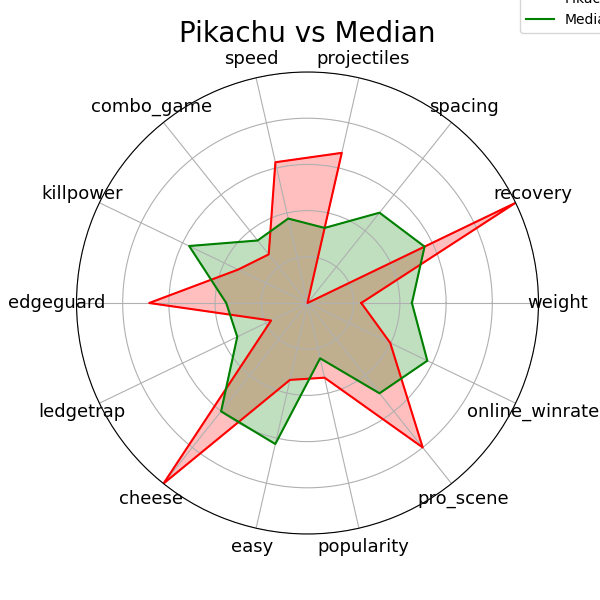 Pikachu vs Median
speed
projectiles
combo_game
spacing
killpower
recovery
edgeguard
weight
ledgetrap
online_winrate
cheese
pro_scene
easy
popularity